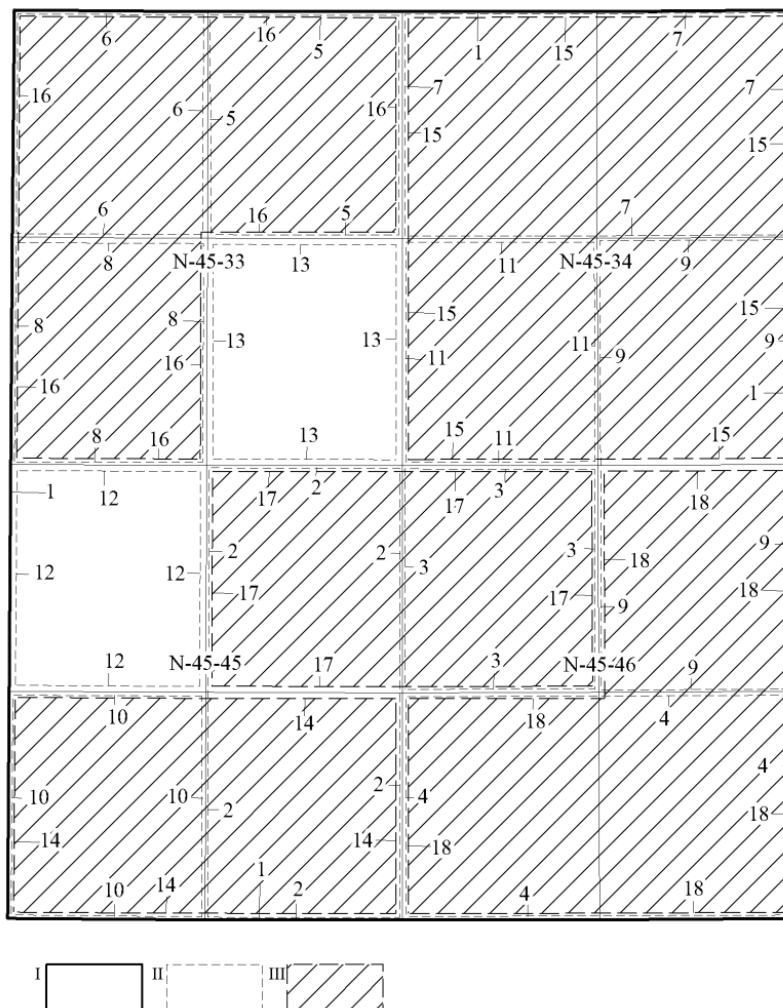 6 16 5 1 15 7
16 6 5 16 7 15 7 15
6 16 5 7
8 N-45-33 13 11 N-45-34 9
8 8 13 13 15 11 11 9 15 9
16 16 1
8 16 13 15 11 15
1 12 17 2 17 3 18
12 12 2 17 2 3 3 17 18 9 9 18
12 N-45-45 17 3 N-45-46 9
10 14 18 4
10 10 2 2 4 4
14 14 18 18
10 14 1 2 4 18
I II III